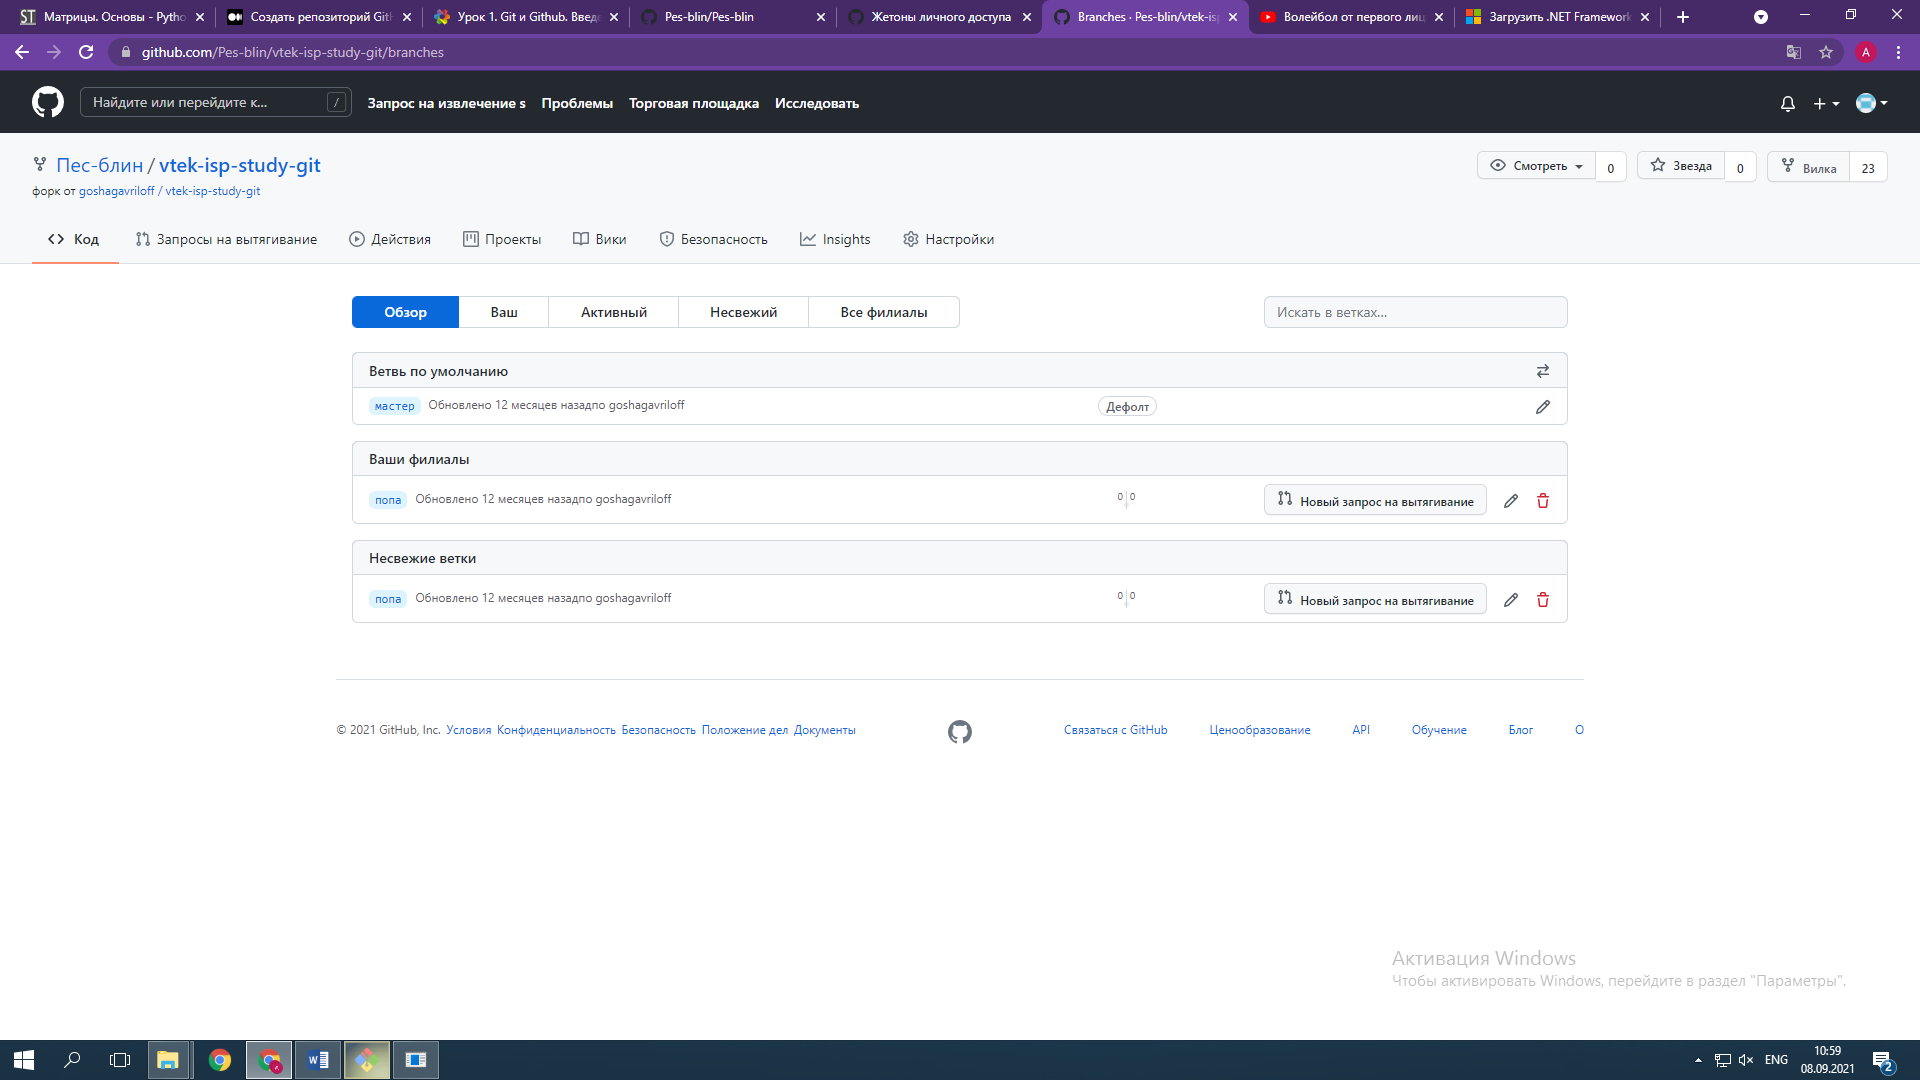 Матрицы. Основы - Pytho
Создать репозиторий Git
Урок 1. Git и Github. Введе
Pes-blin/Pes-blin
Жетоны личного доступа
Branches · Pes-blin/vtek-isp
Волейбол от первого лиц
Загрузить .NET Framework
github.com/Pes-blin/vtek-isp-study-git/branches
A
Найдите или перейдите к...
/
Запрос на извлечение s
Проблемы
Торговая площадка
Исследовать
Пес-блин / vtek-isp-study-git
форк от goshagavriloff / vtek-isp-study-git
Смотреть
0
Звезда
0
Вилка
23
Код
Запросы на вытягивание
Действия
Проекты
Вики
Безопасность
Insights
Настройки
Обзор
Ваш
Активный
Несвежий
Все филиалы
Искать в ветках...
Ветвь по умолчанию
мастер Обновлено 12 месяцев назадпо goshagavriloff
Дефолт
Ваши филиалы
попа Обновлено 12 месяцев назадпо goshagavriloff
0 0
Новый запрос на вытягивание
Несвежие ветки
попа Обновлено 12 месяцев назадпо goshagavriloff
0 0
Новый запрос на вытягивание
© 2021 GitHub, Inc. Условия Конфиденциальность Безопасность Положение дел Документы
Связаться с GitHub
Ценообразование
API
Обучение
Блог
О
Активация Windows
Чтобы активировать Windows, перейдите в раздел "Параметры".
ENG
10:59
08.09.2021
2